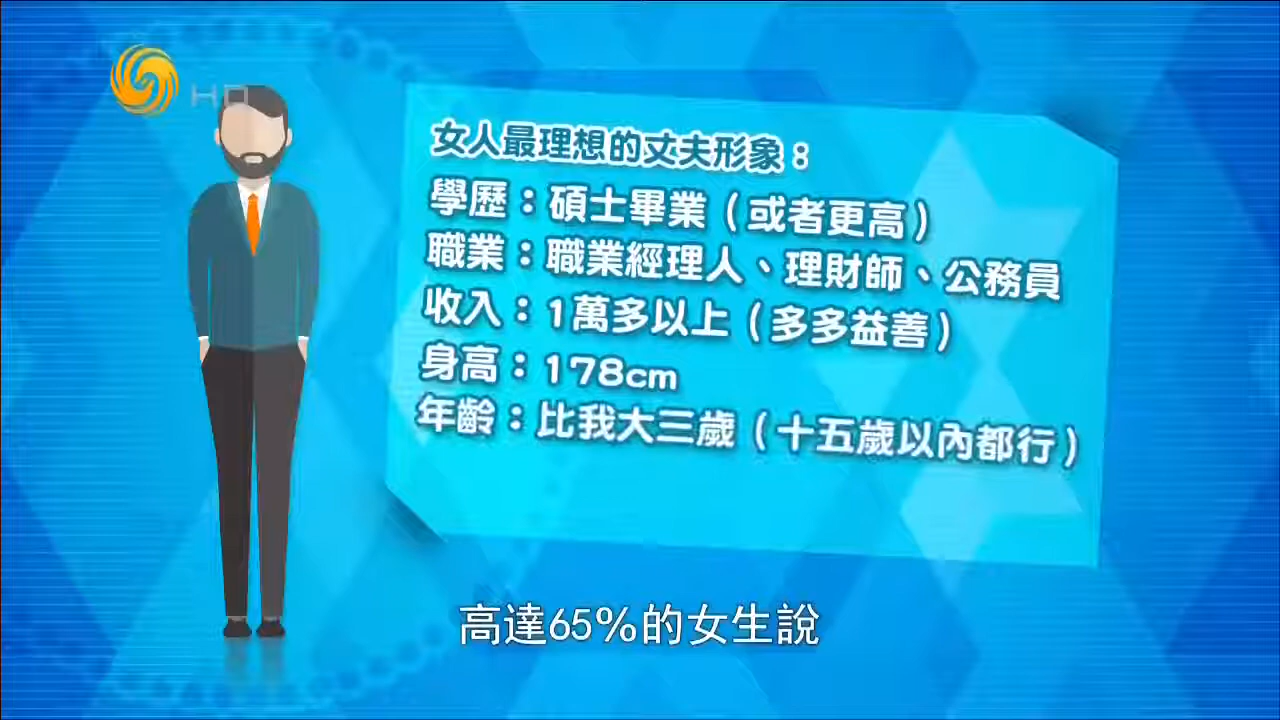 HD
女人最理想的丈夫形象：
學歷：碩士畢業（或者更高）
職業：職業經理人、理財師、公務員
收入：1萬多以上（多多益善）
身高：178cm
年齡：比我大三歲（十五歲以內都行）
高達65%的女生說